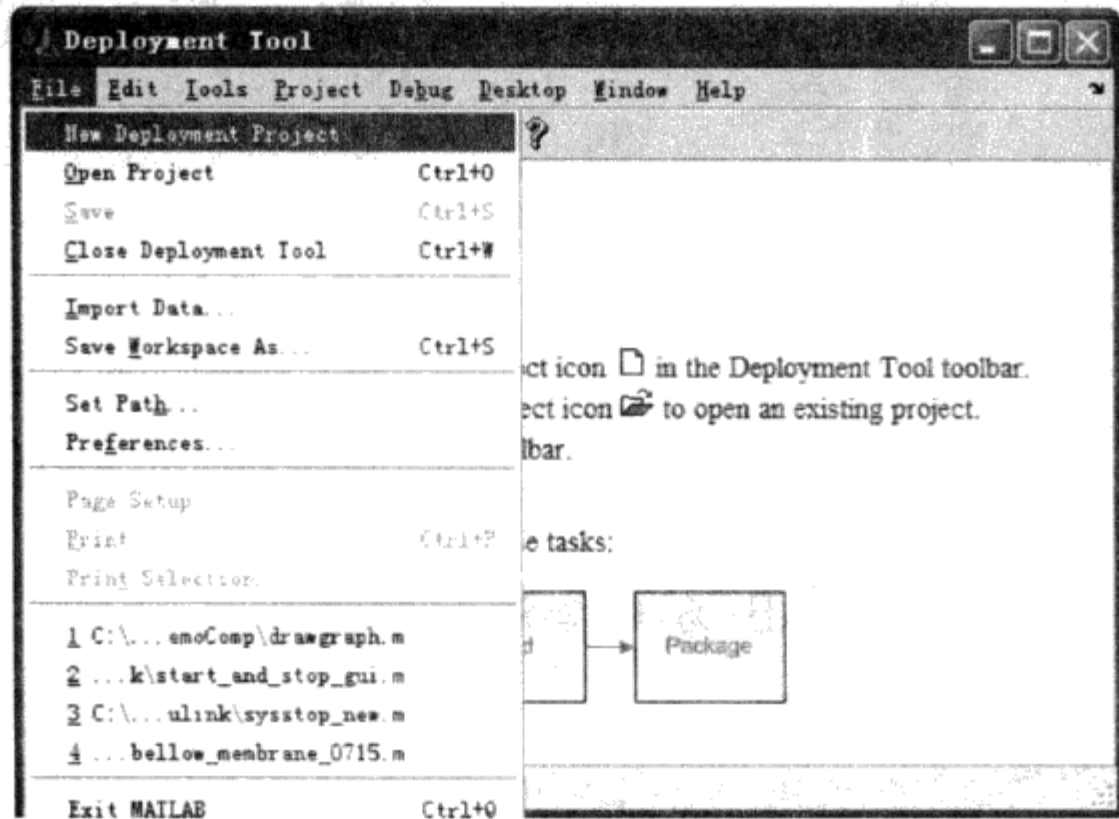 Deployment Tool
File Edit Tools Project Debug Desktop Window Help
New Deployment Project
Open Project Ctrl+O
Save Ctrl+S
Close Deployment Tool Ctrl+W
Import Data...
Save Workspace As... Ctrl+S
ct icon in the Deployment Tool toolbar.
Set Path...
ect icon to open an existing project.
Preferences...
lbar.
Page Setup
Print Ctrl+P
e tasks:
Print Selection.
1 C:\...emoComp\drawgraph.m
d
Package
2 ...k\start_and_stop_gui.m
3 C:\...ulink\sysstop_new.m
4 ...bellow_membrane_0715.m
Exit MATLAB Ctrl+Q